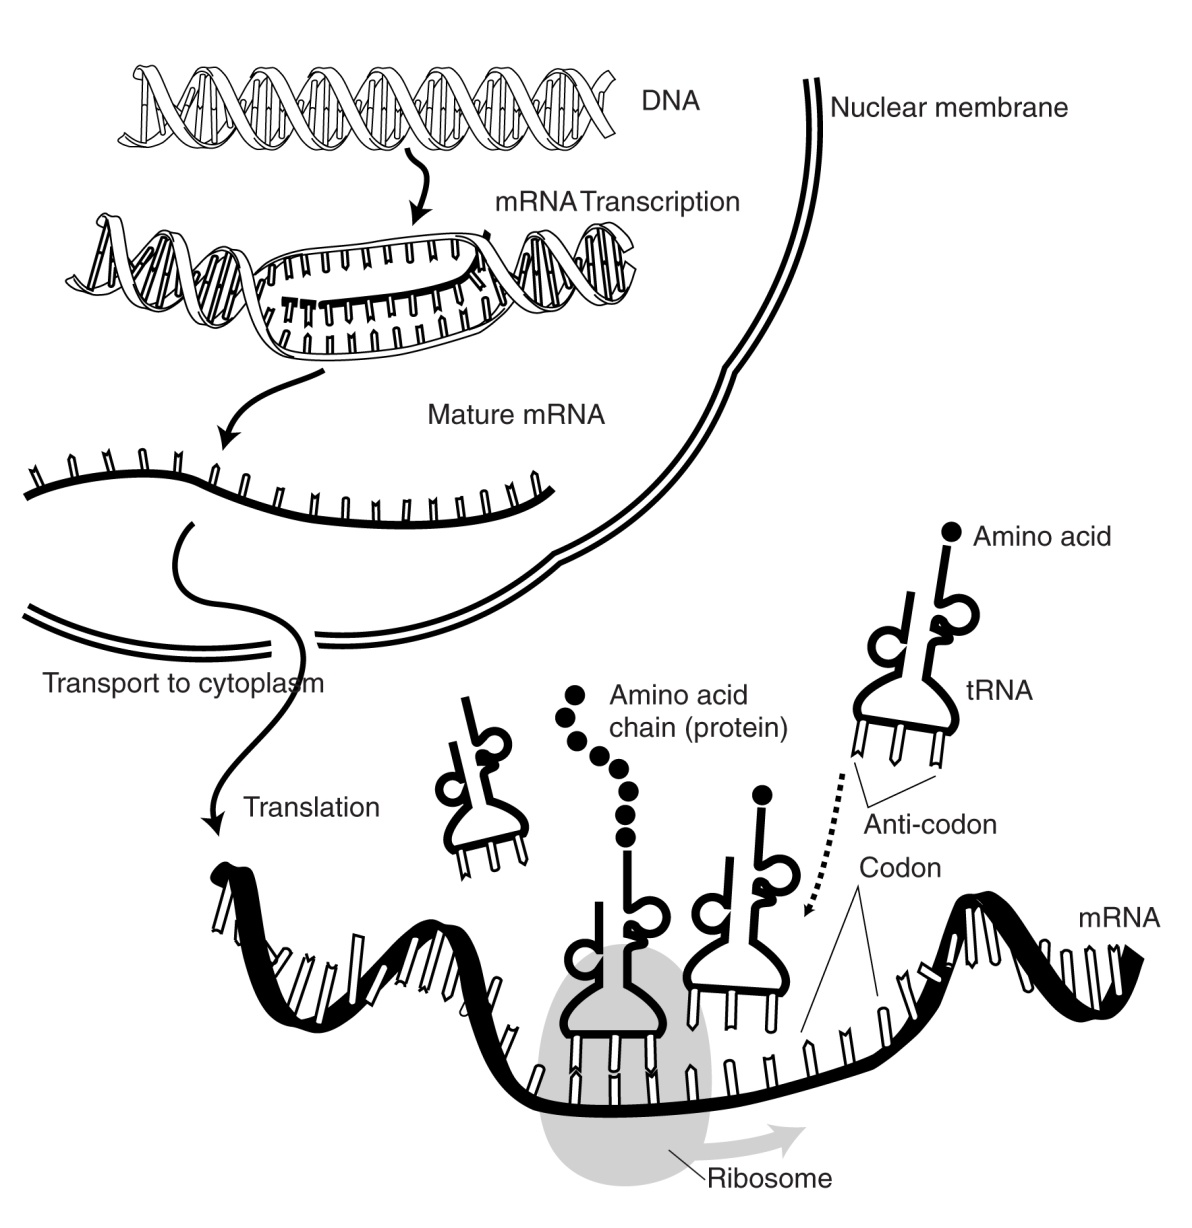 DNA
Nuclear membrane
mRNA Transcription
Mature mRNA
Amino acid
Transport to cytoplasm
tRNA
Amino acid
chain (protein)
Translation
Anti-codon
Codon
mRNA
Ribosome